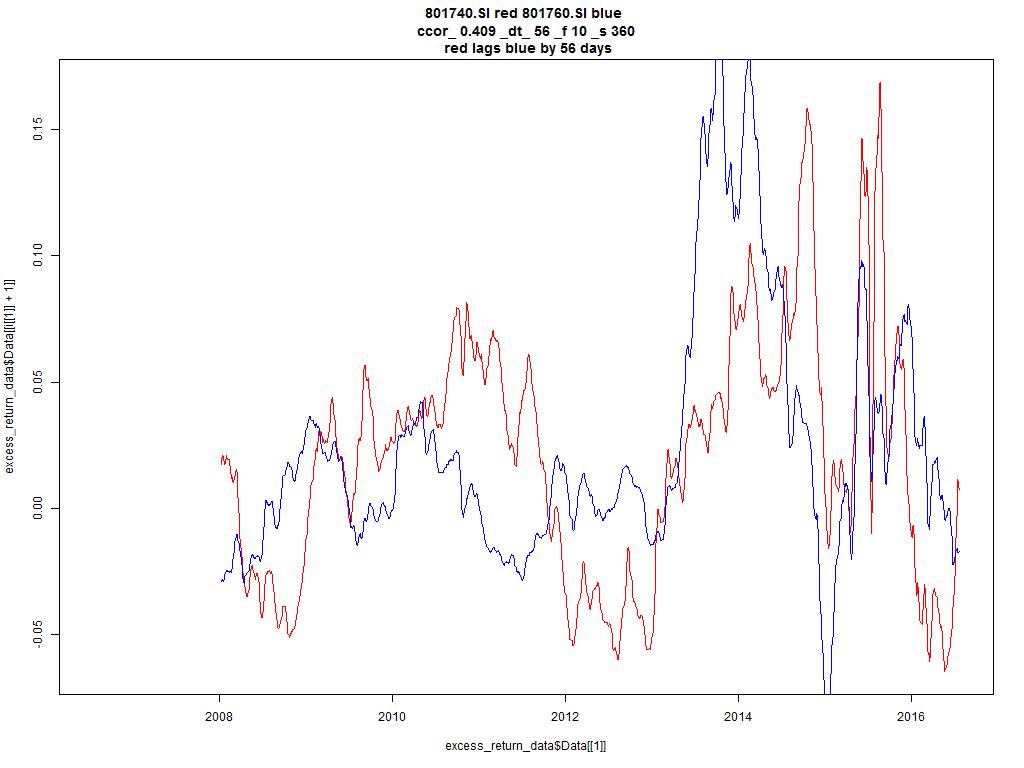 801740.SI red 801760.SI blue
ccor_ 0.409 _dt_ 56 _f 10 _s 360
red lags blue by 56 days
excess_return_data$Data[[i[[1]] + 1]]
0.15
0.10
0.05
0.00
-0.05
2008 2010 2012 2014 2016
excess_return_data$Data[[1]]